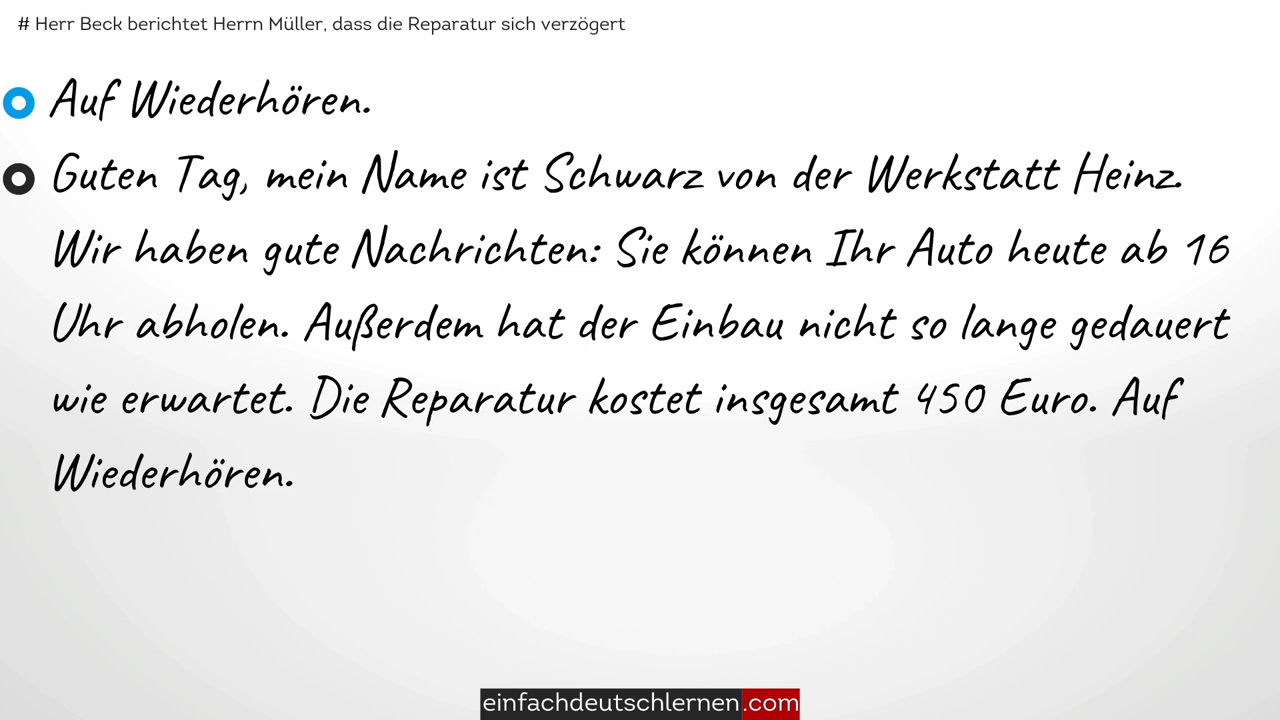 # Herr Beck berichtet Herrn Müller, dass die Reparatur sich verzögert
Auf Wiederhören.
Guten Tag, mein Name ist Schwarz von der Werkstatt Heinz.
Wir haben gute Nachrichten: Sie können Ihr Auto heute ab 16
Uhr abholen. Außerdem hat der Einbau nicht so lange gedauert
wie erwartet. Die Reparatur kostet insgesamt 450 Euro. Auf
Wiederhören.
einfachdeutschlernen.com